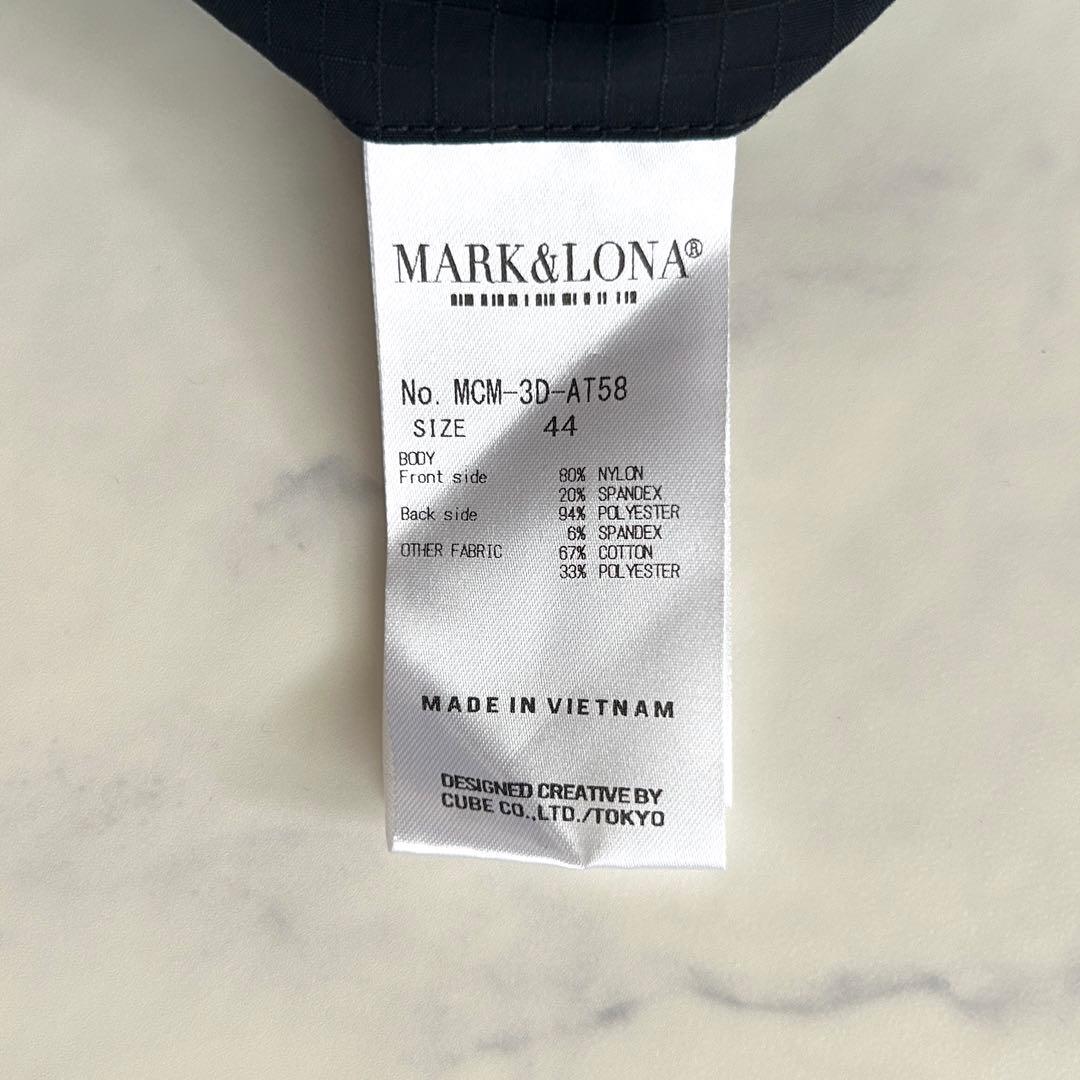 MARK&LONA®
No. MCM-3D-AT58
SIZE 44
BODY
Front side 80% NYLON
20% SPANDEX
Back side 94% POLYESTER
6% SPANDEX
OTHER FABRIC 67% COTTON
33% POLYESTER
MADE IN VIETNAM
DESIGNED CREATIVE BY
CUBE CO.,LTD./TOKYO